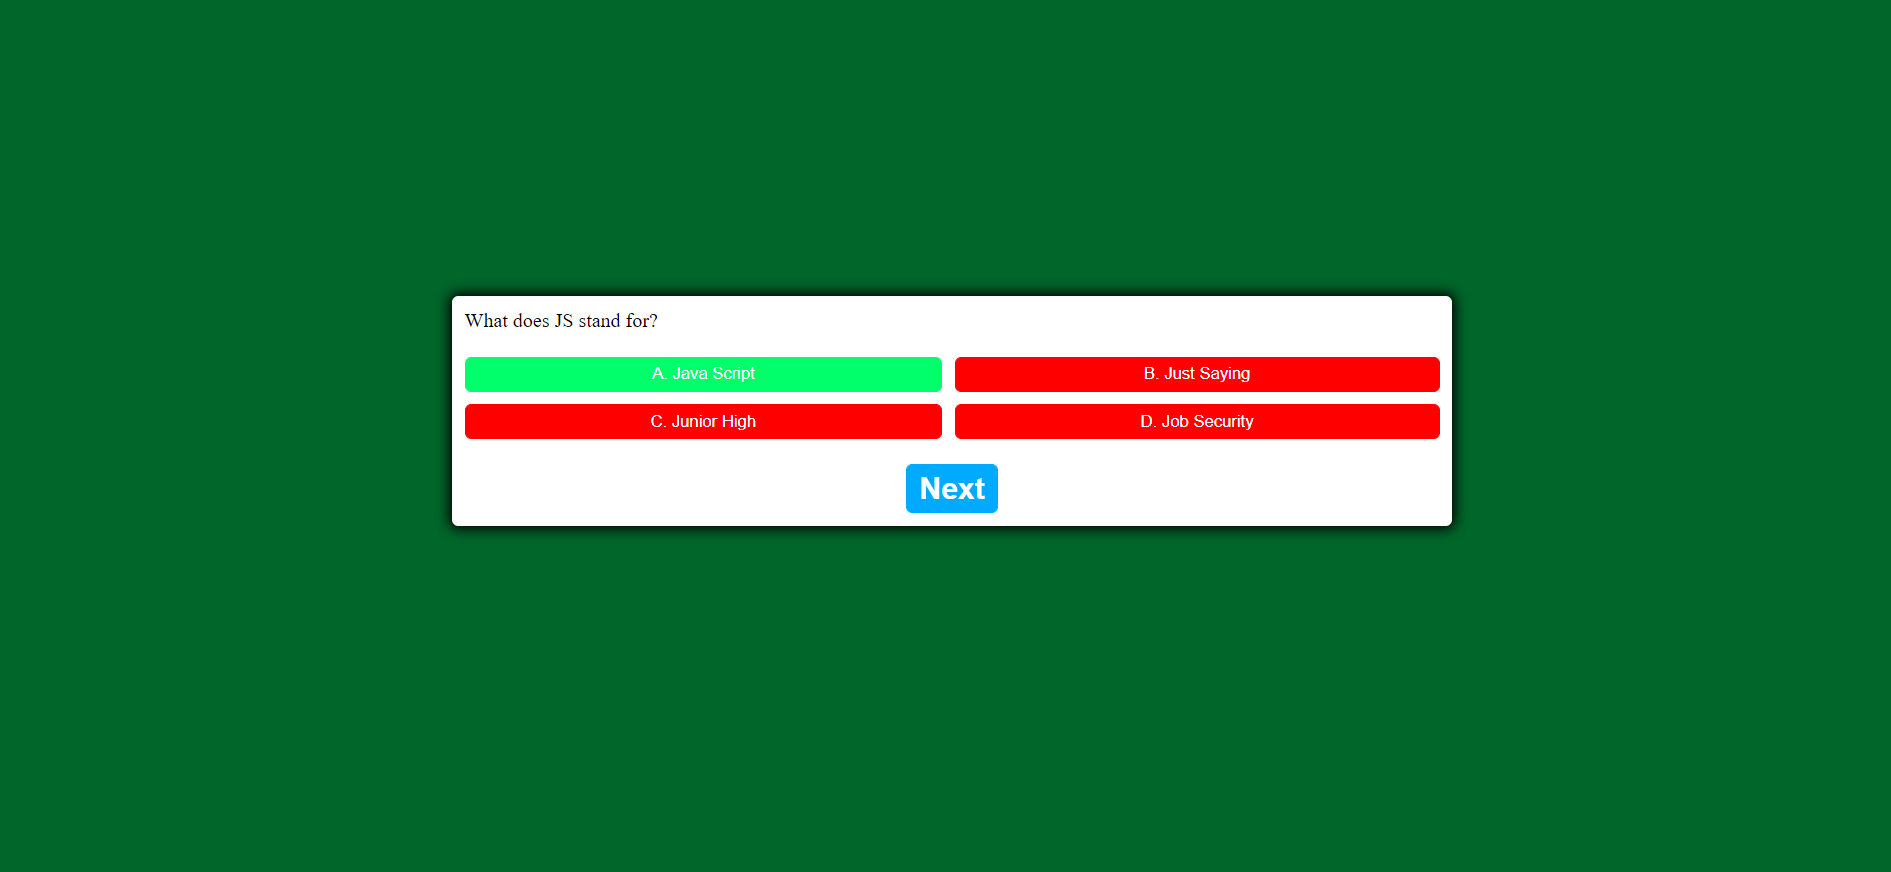 What does JS stand for?
A. Java Script
B. Just Saying
C. Junior High
D. Job Security
Next